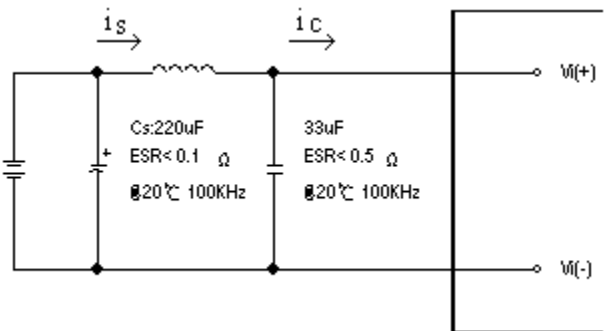 is
ic
Vi(+)
Cs:220uF
ESR<0.1 Ω
@20℃ 100KHz
33uF
ESR<0.5 Ω
@20℃ 100KHz
+
Vi(-)